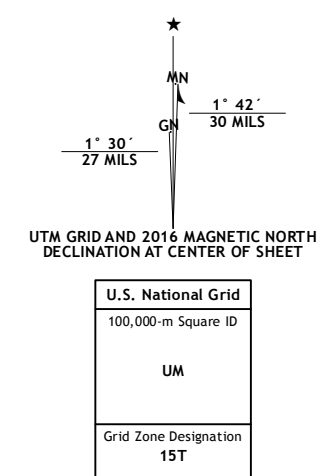 ★
MN
1° 42´
GN
30 MILS
1° 30´
27 MILS
UTM GRID AND 2016 MAGNETIC NORTH
DECLINATION AT CENTER OF SHEET
U.S. National Grid
100,000-m Square ID
UM
Grid Zone Designation
15T